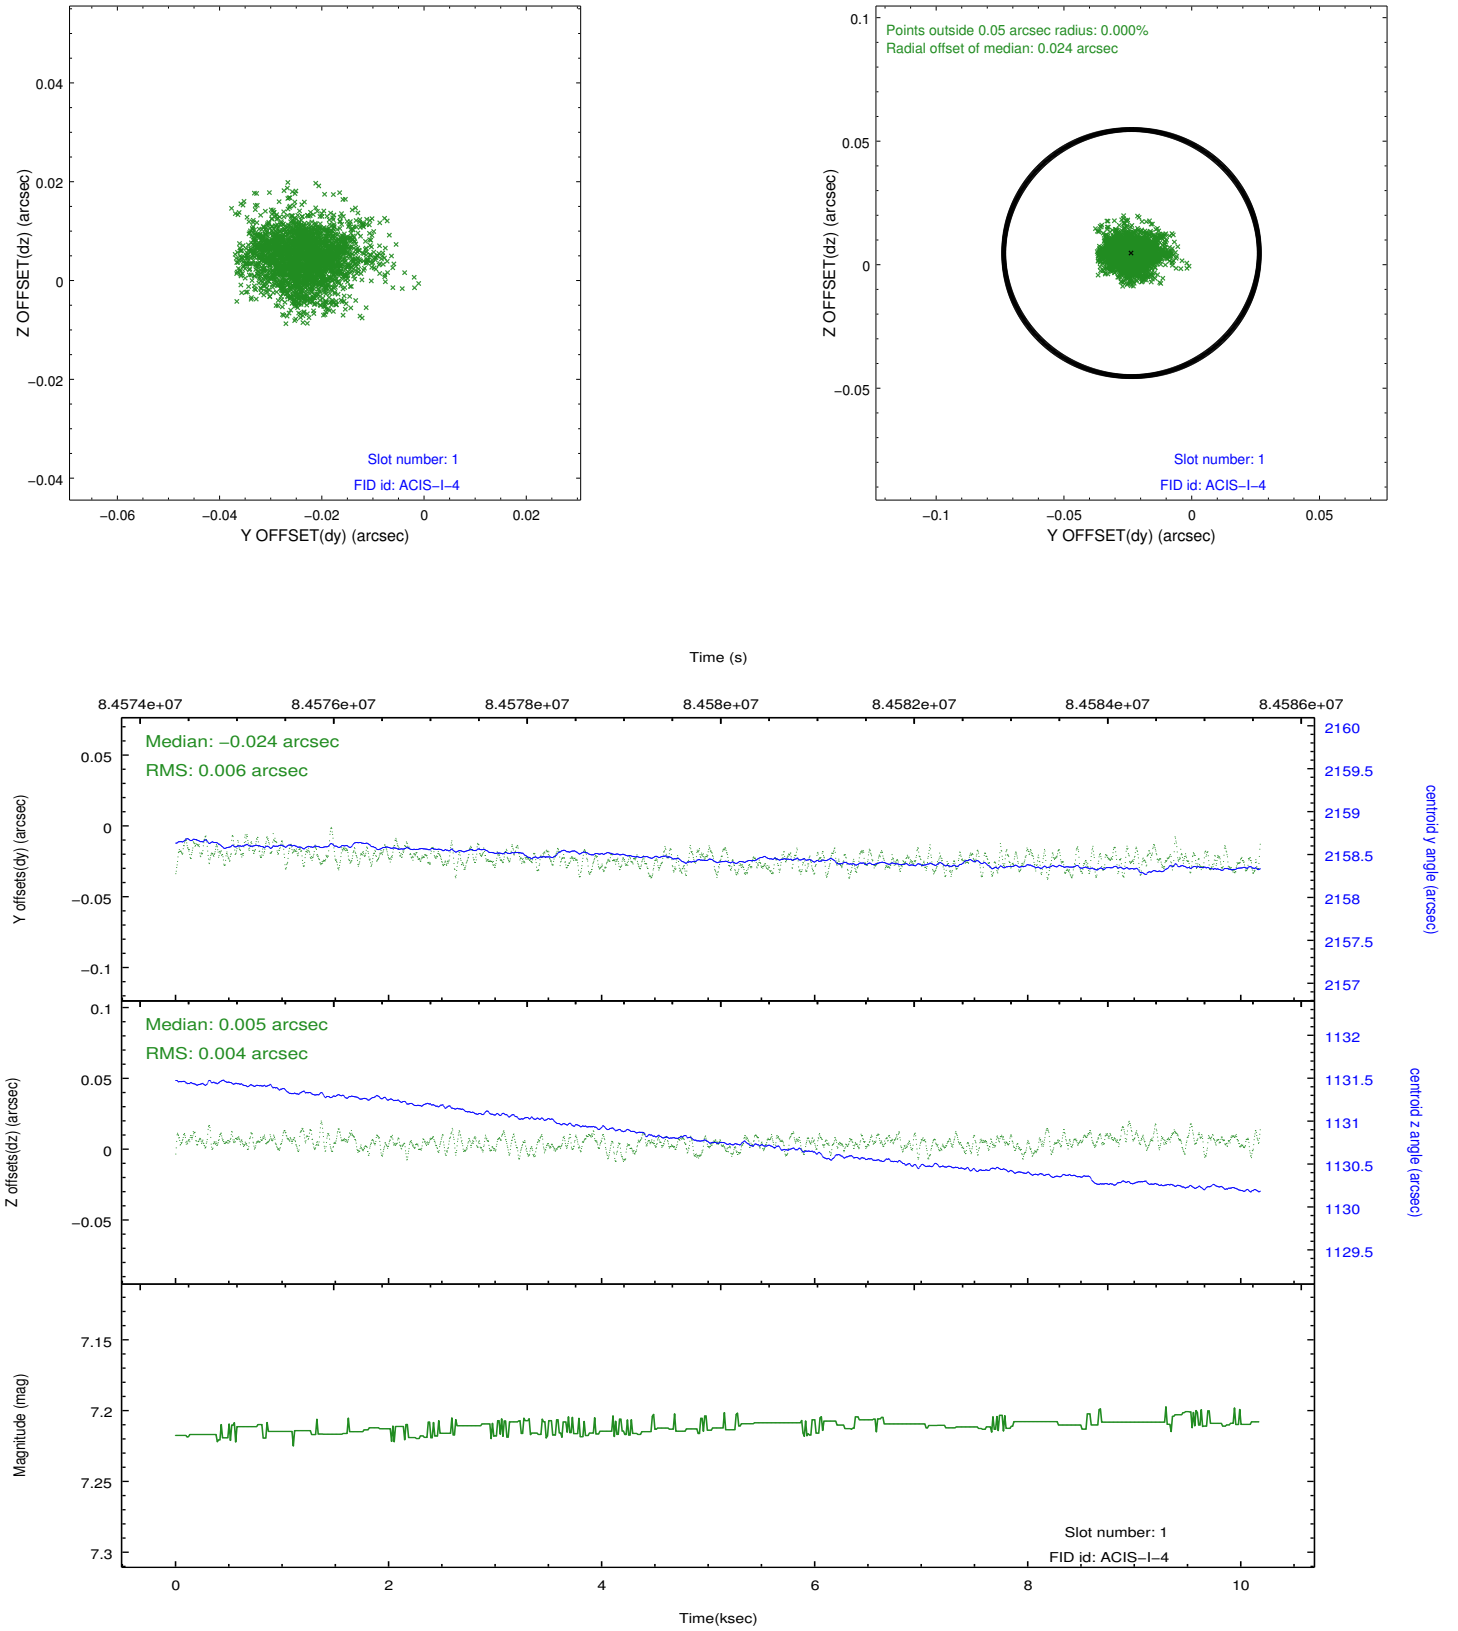 0.04
0.02
0
−0.02
−0.04
Z OFFSET(dz) (arcsec)
Slot number: 1
FID id: ACIS−I−4
−0.06
−0.04
−0.02
0
0.02
Y OFFSET(dy) (arcsec)
0.1
0.05
0
−0.05
Z OFFSET(dz) (arcsec)
Points outside 0.05 arcsec radius: 0.000%
Radial offset of median: 0.024 arcsec
Slot number: 1
FID id: ACIS−I−4
−0.1
−0.05
0
0.05
Y OFFSET(dy) (arcsec)
Time (s)
8.4574e+07
8.4576e+07
8.4578e+07
8.458e+07
8.4582e+07
8.4584e+07
8.4586e+07
Median: −0.024 arcsec
RMS: 0.006 arcsec
0.05
0
−0.05
−0.1
Y offsets(dy) (arcsec)
2160
2159.5
2159
2158.5
2158
2157.5
2157
centroid y angle (arcsec)
Median: 0.005 arcsec
RMS: 0.004 arcsec
0.1
0.05
0
−0.05
Z offsets(dz) (arcsec)
1132
1131.5
1131
1130.5
1130
1129.5
centroid z angle (arcsec)
7.15
7.2
7.25
7.3
Magnitude (mag)
Slot number: 1
FID id: ACIS−I−4
0
2
4
6
8
10
Time(ksec)